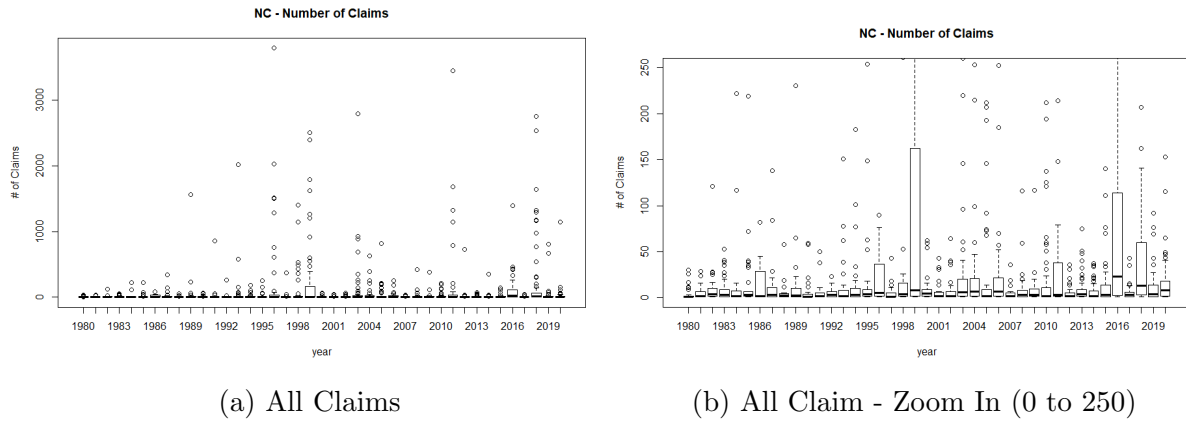 NC - Number of Claims
# of Claims
3000
2000
1000
0
1980 1983 1986 1989 1992 1995 1998 2001 2004 2007 2010 2013 2016 2019
year
(a) All Claims
NC - Number of Claims
# of Claims
250
200
150
100
50
0
1980 1983 1986 1989 1992 1995 1998 2001 2004 2007 2010 2013 2016 2019
year
(b) All Claim - Zoom In (0 to 250)